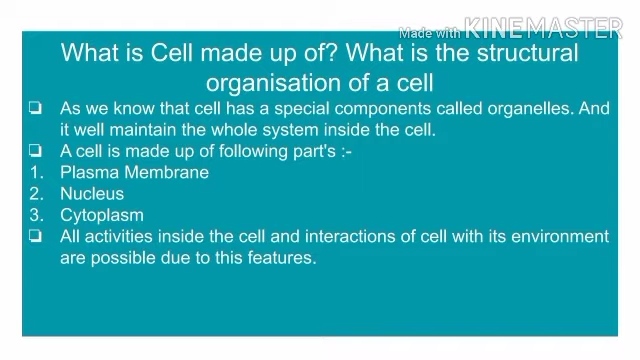 Made with KINEMASTER
What is Cell made up of? What is the structural
organisation of a cell
❏ As we know that cell has a special components called organelles. And
it well maintain the whole system inside the cell.
❏ A cell is made up of following part's :-
1. Plasma Membrane
2. Nucleus
3. Cytoplasm
❏ All activities inside the cell and interactions of cell with its environment
are possible due to this features.